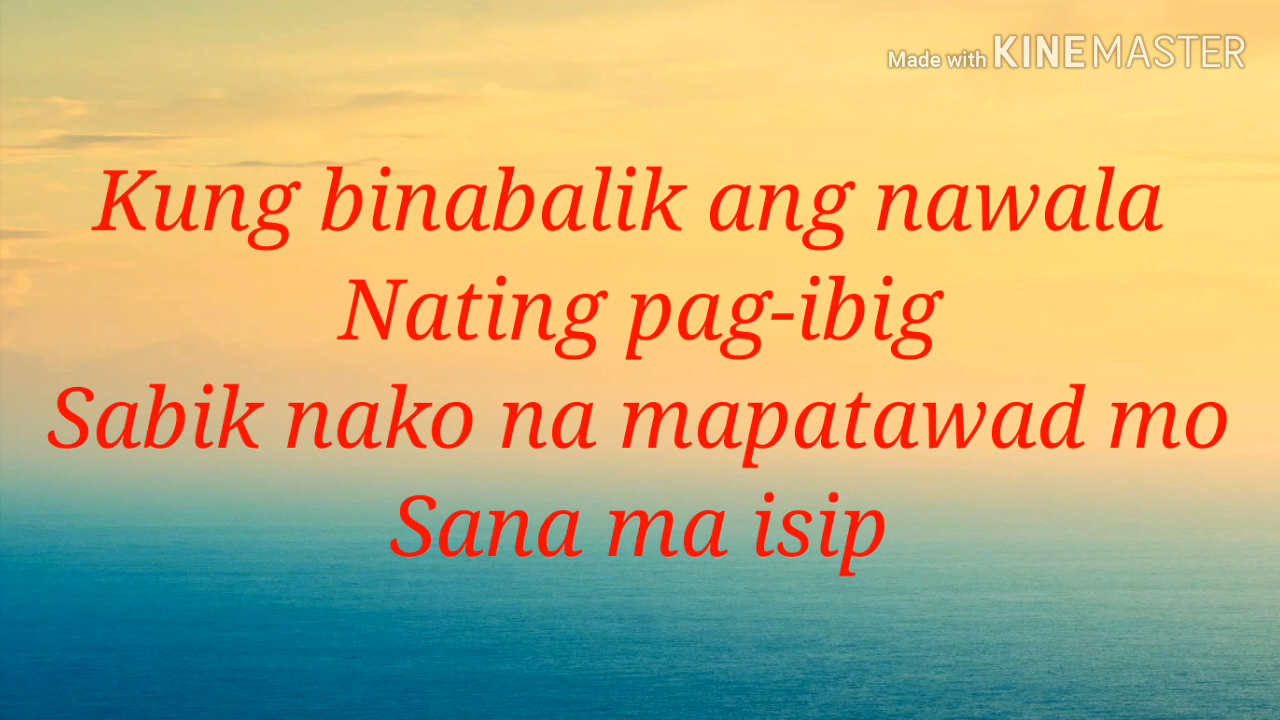 Made with KINEMASTER
Kung binabalik ang nawala
Nating pag-ibig
Sabik nako na mapatawad mo
Sana ma isip